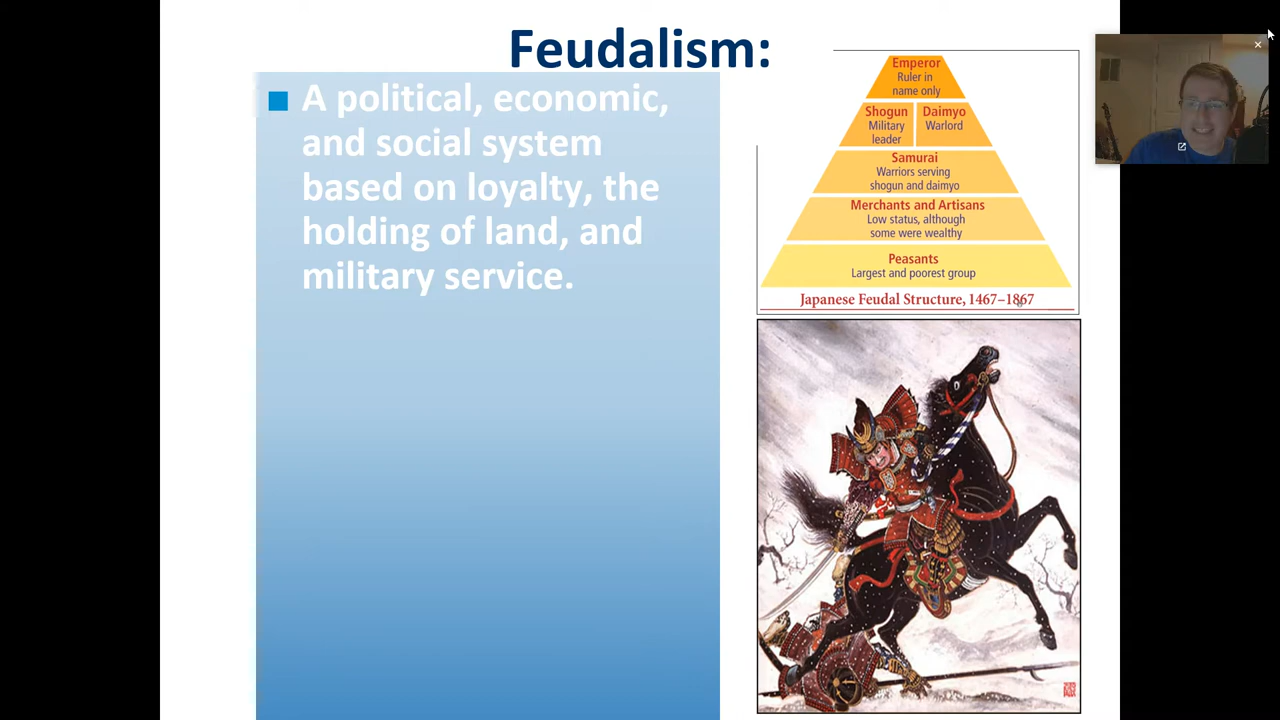 Feudalism:
A political, economic,
and social system
based on loyalty, the
holding of land, and
military service.
Emperor
Ruler in
name only
Shogun
Military
leader
Daimyo
Warlord
Samurai
Warriors serving
shogun and daimyo
Merchants and Artisans
Low status, although
some were wealthy
Peasants
Largest and poorest group
Japanese Feudal Structure, 1467–1867